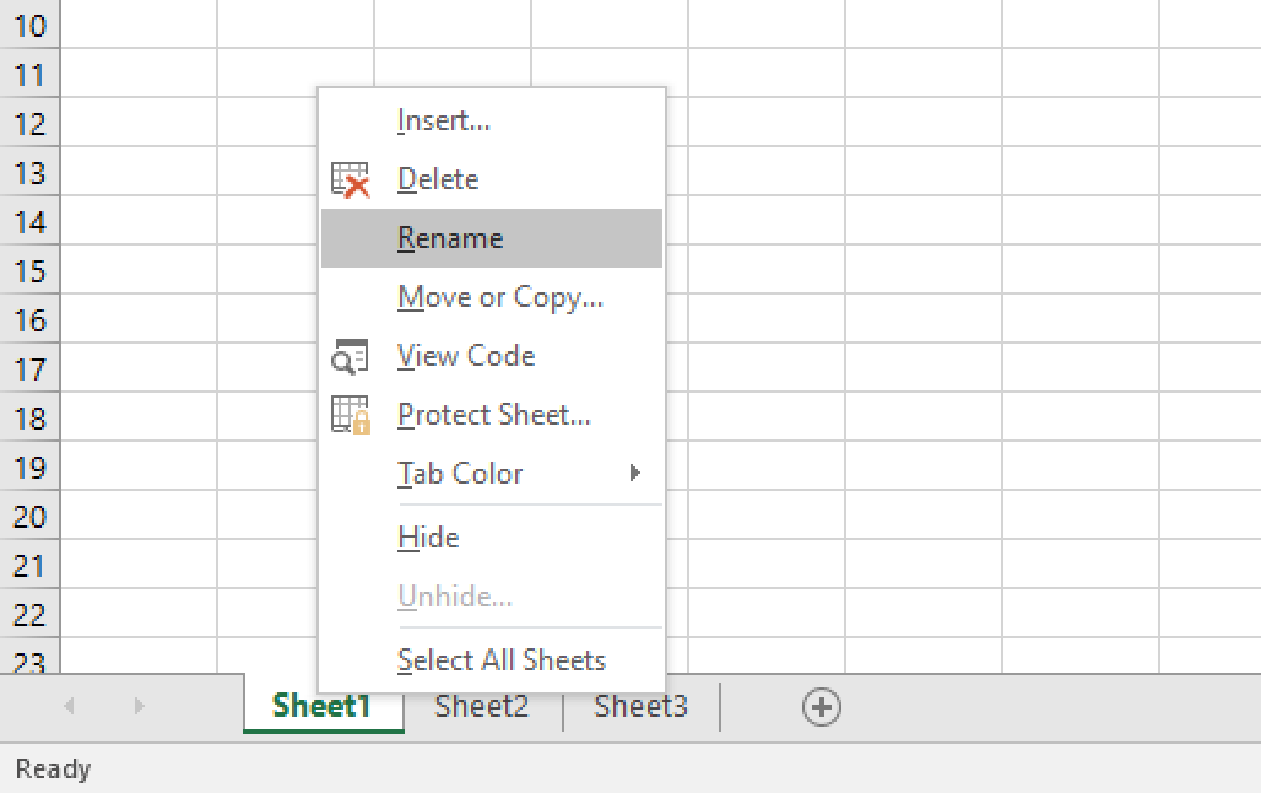 10
11
12
13
14
15
16
17
18
19
20
21
22
23
Insert...
Delete
Rename
Move or Copy...
View Code
Protect Sheet...
Tab Color
Hide
Unhide...
Select All Sheets
Sheet1 Sheet2 Sheet3
Ready